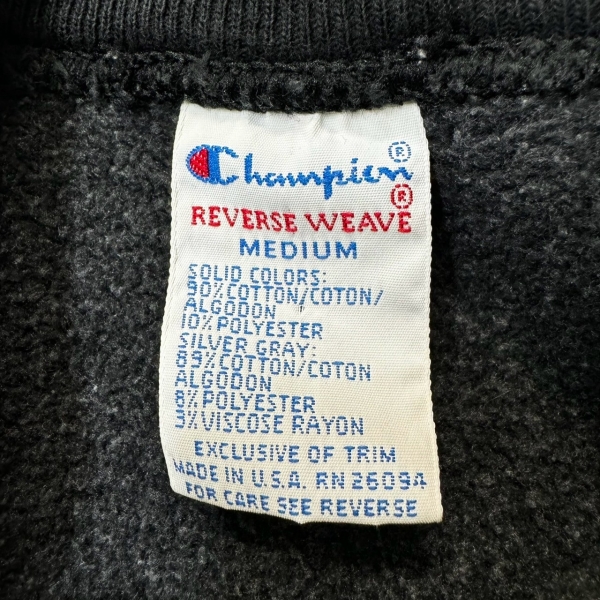 Champion®
®
REVERSE WEAVE
MEDIUM
SOLID COLORS:
90% COTTON/COTON/
ALGODON
10% POLYESTER
SILVER GRAY:
89% COTTON/COTON
ALGODON
8% POLYESTER
3% VISCOSE RAYON
EXCLUSIVE OF TRIM
MADE IN U.S.A. RN 26094
FOR CARE SEE REVERSE